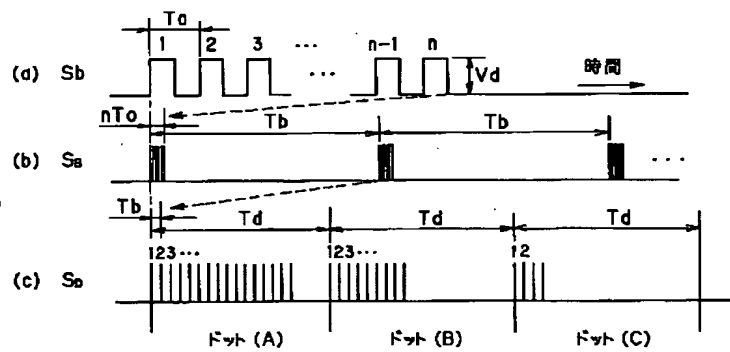 Ta
1 2 3 ... n-1 n
(a) Sb ... Vd 時間
nTo Tb Tb
(b) Ss ...
Tb Td Td Td
123... 123... 12
(c) SD
ドット(A) ドット(B) ドット(C)